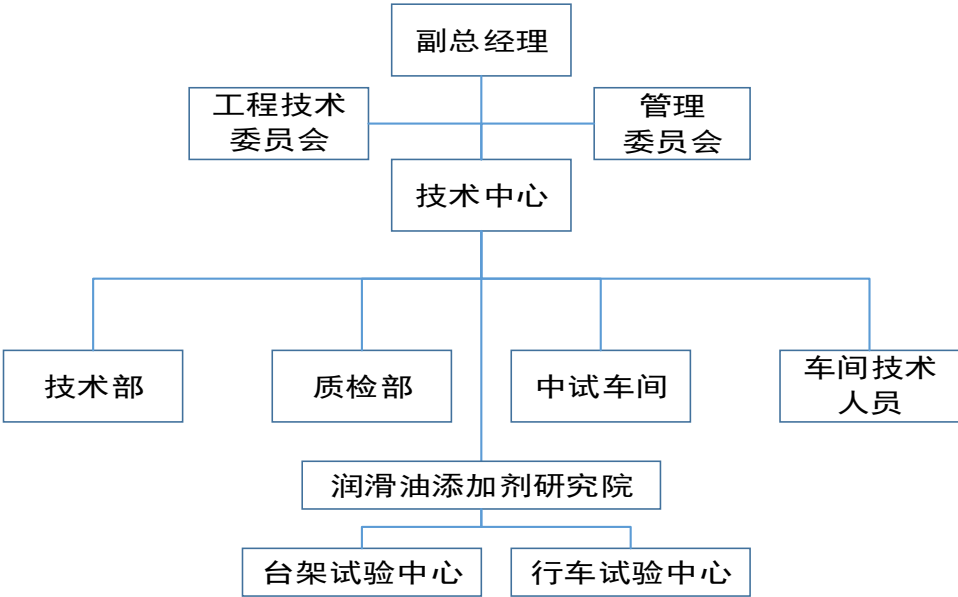 副总经理
工程技术
委员会
管理
委员会
技术中心
技术部
质检部
中试车间
车间技术
人员
润滑油添加剂研究院
台架试验中心
行车试验中心